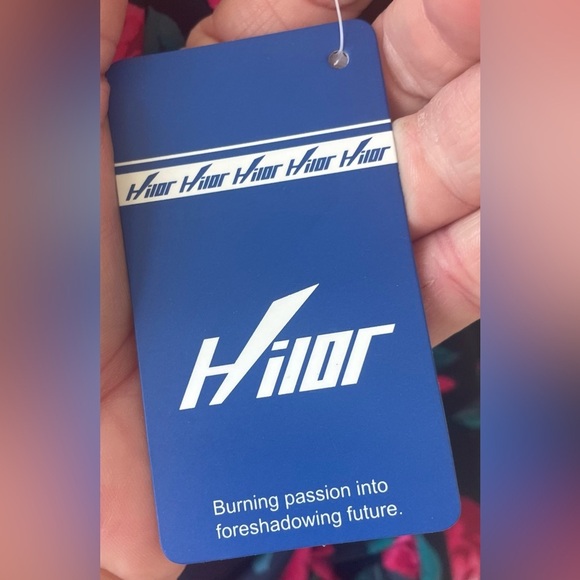 Hilor Hilor Hilor Hilor Hilor
Hilor
Burning passion into
foreshadowing future.